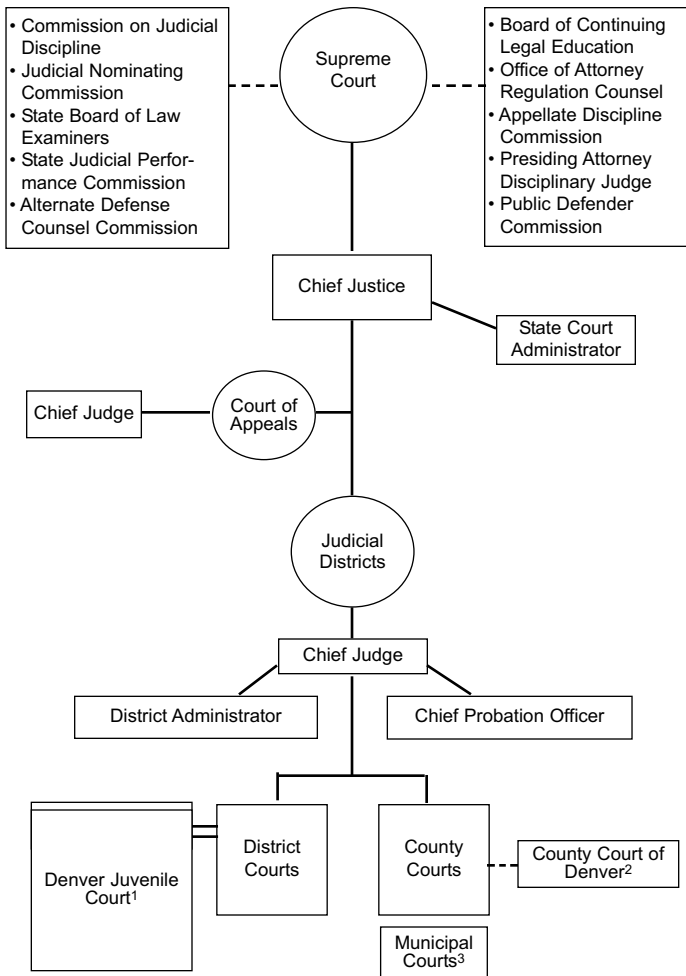 • Commission on Judicial
Discipline
• Judicial Nominating
Commission
• State Board of Law
Examiners
• State Judicial Perfor-
mance Commission
• Alternate Defense
Counsel Commission
Supreme
Court
• Board of Continuing
Legal Education
• Office of Attorney
Regulation Counsel
• Appellate Discipline
Commission
• Presiding Attorney
Disciplinary Judge
• Public Defender
Commission
Chief Justice
State Court
Administrator
Chief Judge
Court of
Appeals
Judicial
Districts
Chief Judge
District Administrator
Chief Probation Officer
Denver Juvenile
Court¹
District
Courts
County
Courts
County Court of
Denver²
Municipal
Courts³